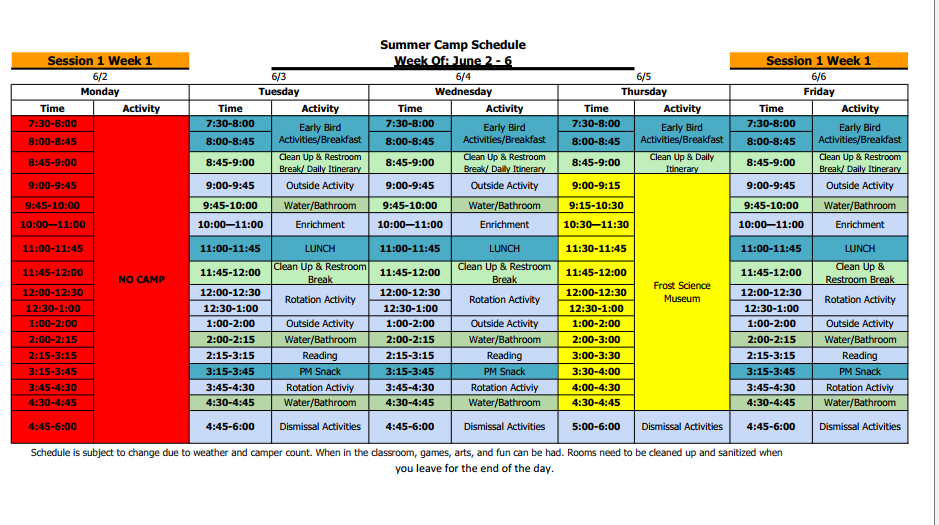 Summer Camp Schedule
Session 1 Week 1 Week Of: June 2 - 6 Session 1 Week 1
6/2 6/3 6/4 6/5 6/6
Monday Tuesday Wednesday Thursday Friday
Time Activity Time Activity Time Activity Time Activity Time Activity
7:30-8:00 7:30-8:00 Early Bird 7:30-8:00 Early Bird 7:30-8:00 Early Bird 7:30-8:00 Early Bird
8:00-8:45 8:00-8:45 Activities/Breakfast 8:00-8:45 Activities/Breakfast 8:00-8:45 Activities/Breakfast 8:00-8:45 Activities/Breakfast
8:45-9:00 8:45-9:00 Clean Up & Restroom Break/ Daily Itinerary 8:45-9:00 Clean Up & Restroom Break/ Daily Itinerary 8:45-9:00 Clean Up & Daily Itinerary 8:45-9:00 Clean Up & Restroom Break/ Daily Itinerary
9:00-9:45 9:00-9:45 Outside Activity 9:00-9:45 Outside Activity 9:00-9:15 9:00-9:45 Outside Activity
9:45-10:00 9:45-10:00 Water/Bathroom 9:45-10:00 Water/Bathroom 9:15-10:30 9:45-10:00 Water/Bathroom
10:00—11:00 10:00—11:00 Enrichment 10:00—11:00 Enrichment 10:30—11:30 10:00—11:00 Enrichment
11:00-11:45 11:00-11:45 LUNCH 11:00-11:45 LUNCH 11:30-11:45 11:00-11:45 LUNCH
11:45-12:00 NO CAMP 11:45-12:00 Clean Up & Restroom Break 11:45-12:00 Clean Up & Restroom Break 11:45-12:00 11:45-12:00 Clean Up & Restroom Break
12:00-12:30 12:00-12:30 Rotation Activity 12:00-12:30 Rotation Activity 12:00-12:30 Frost Science Museum 12:00-12:30 Rotation Activity
12:30-1:00 12:30-1:00 12:30-1:00 12:30-1:00 12:30-1:00
1:00-2:00 1:00-2:00 Outside Activity 1:00-2:00 Outside Activity 1:00-2:00 1:00-2:00 Outside Activity
2:00-2:15 2:00-2:15 Water/Bathroom 2:00-2:15 Water/Bathroom 2:00-3:00 2:00-2:15 Water/Bathroom
2:15-3:15 2:15-3:15 Reading 2:15-3:15 Reading 3:00-3:30 2:15-3:15 Reading
3:15-3:45 3:15-3:45 PM Snack 3:15-3:45 PM Snack 3:30-4:00 3:15-3:45 PM Snack
3:45-4:30 3:45-4:30 Rotation Activiy 3:45-4:30 Rotation Activiy 4:00-4:30 3:45-4:30 Rotation Activiy
4:30-4:45 4:30-4:45 Water/Bathroom 4:30-4:45 Water/Bathroom 4:30-4:45 4:30-4:45 Water/Bathroom
4:45-6:00 4:45-6:00 Dismissal Activities 4:45-6:00 Dismissal Activities 5:00-6:00 Dismissal Activities 4:45-6:00 Dismissal Activities
Schedule is subject to change due to weather and camper count. When in the classroom, games, arts, and fun can be had. Rooms need to be cleaned up and sanitized when
you leave for the end of the day.